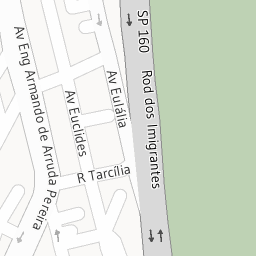 SP 160
Rod dos Imigrantes
Av Eng Armando de Arruda Pereira
Av Eulália
Av Euclides
R Tarcília